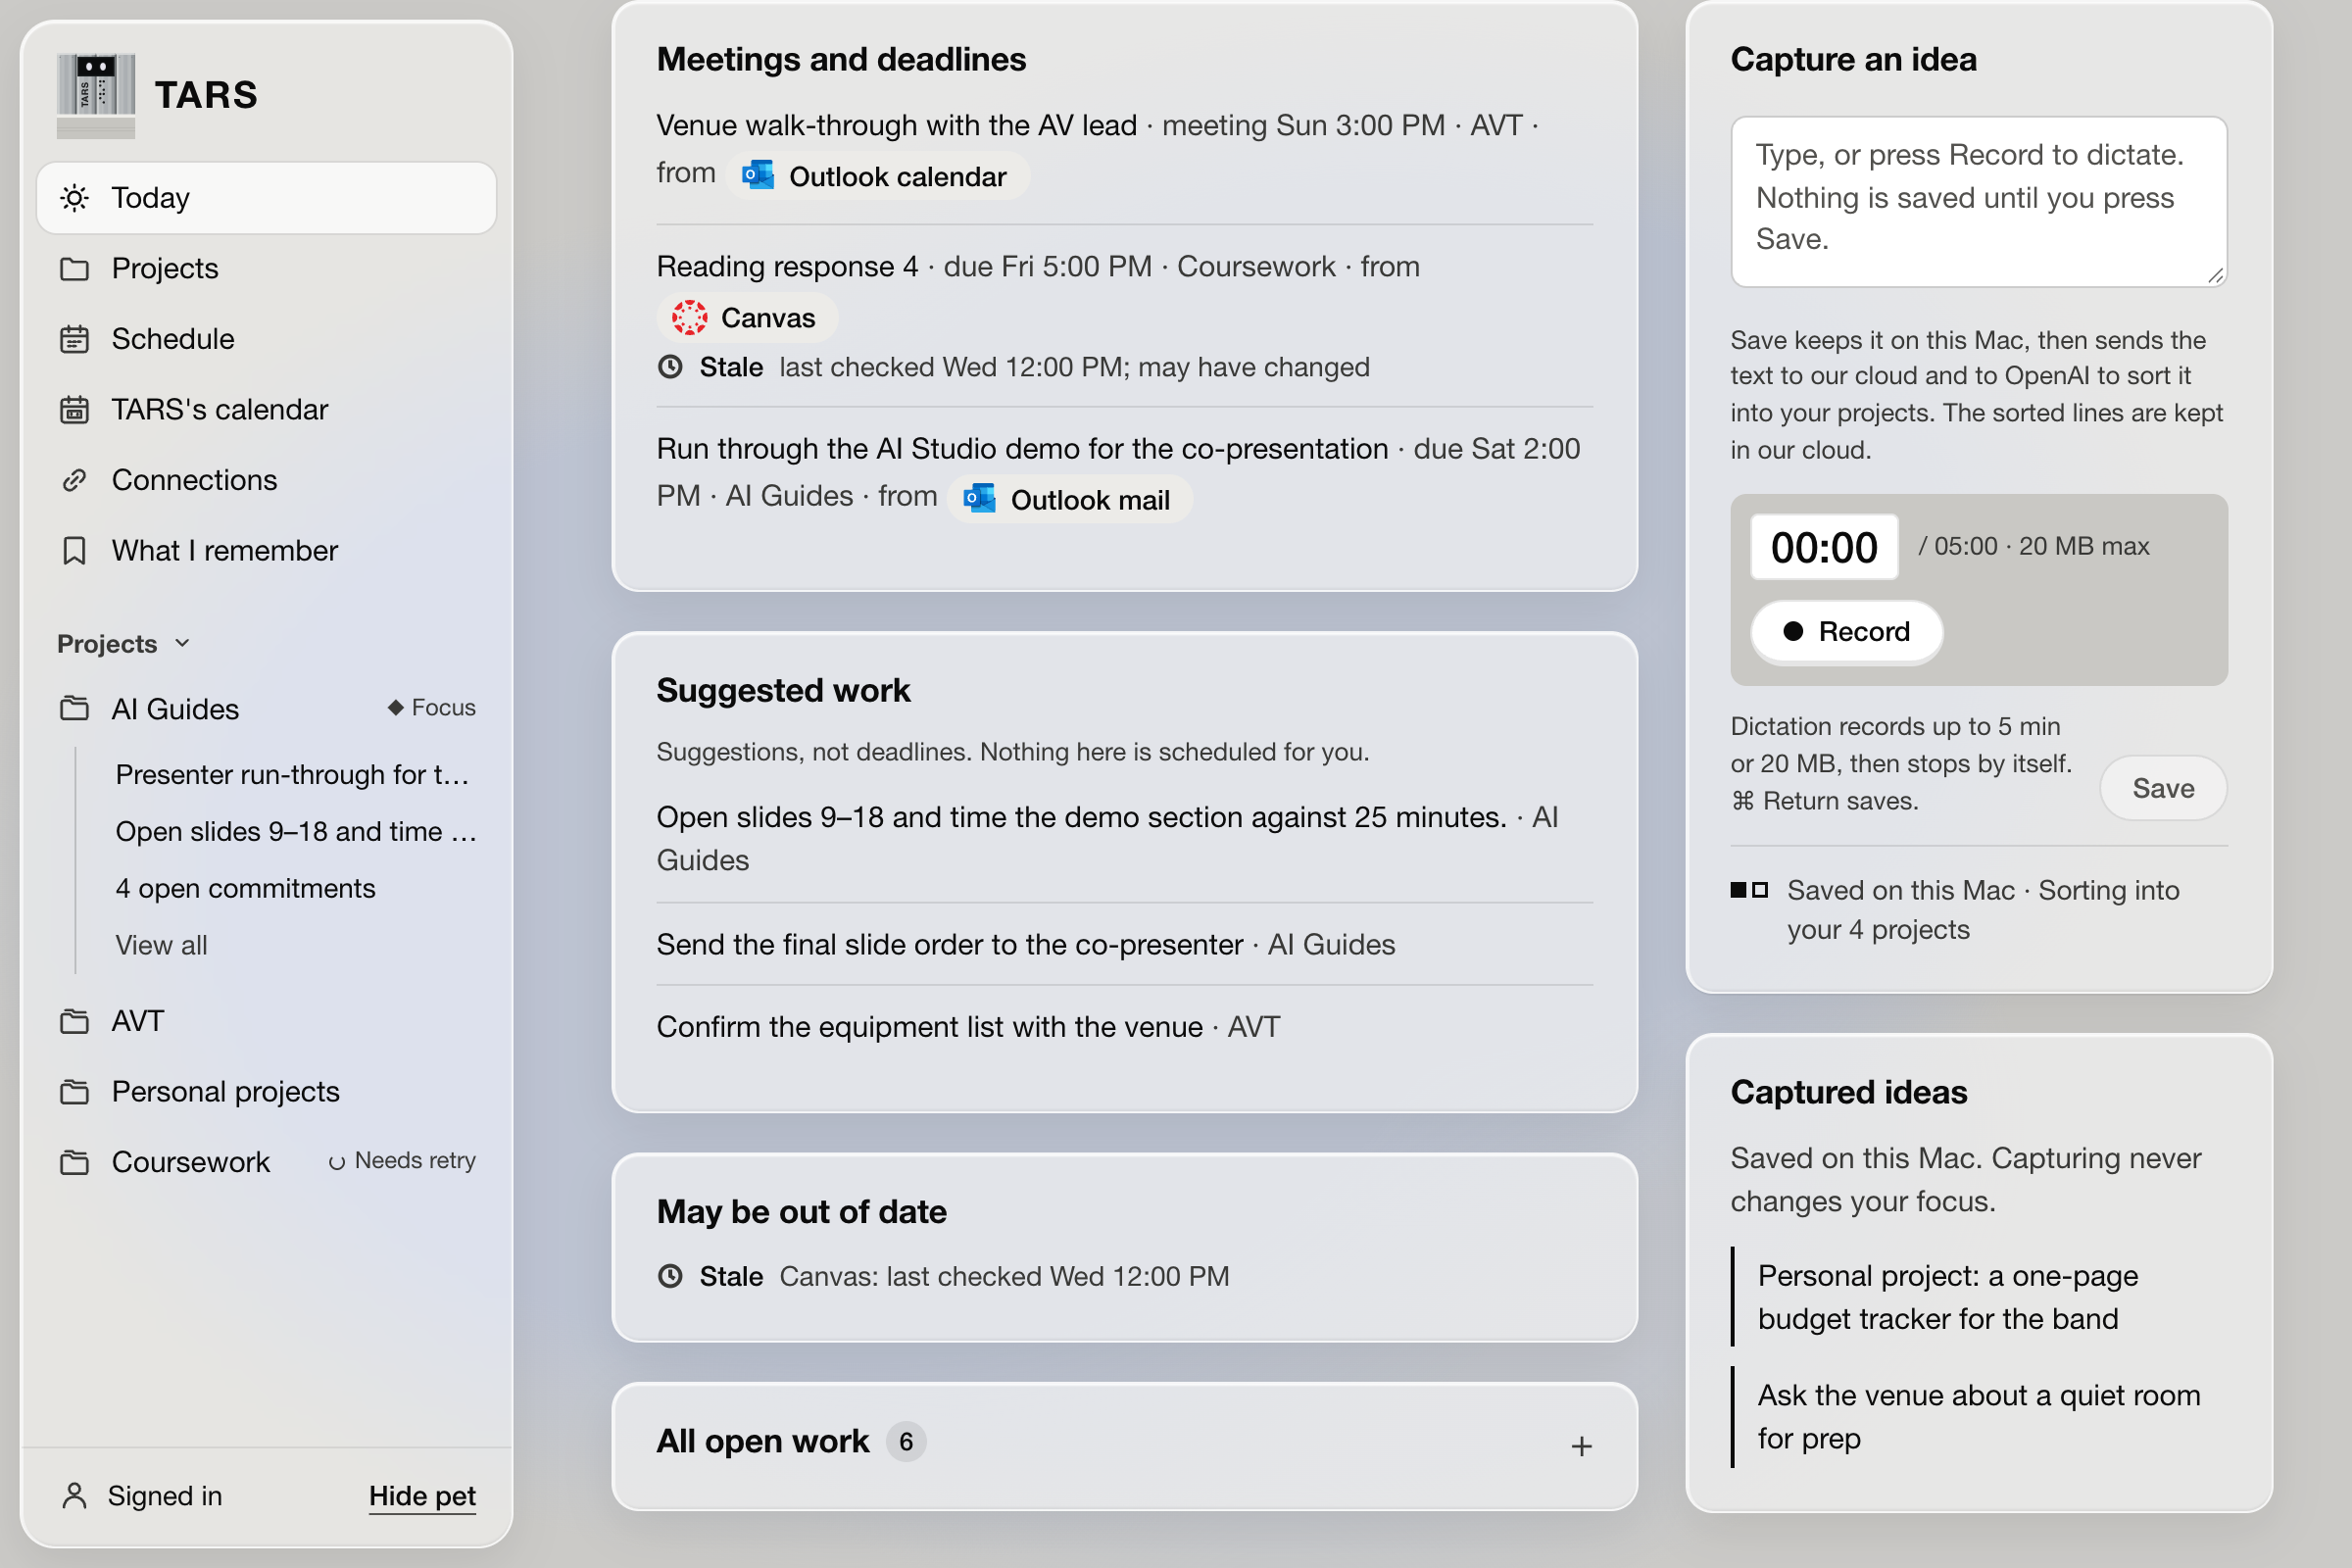 TARS
TARS
Today
Projects
Schedule
TARS's calendar
Connections
What I remember
Projects
AI Guides
Focus
Presenter run-through for t…
Open slides 9–18 and time …
4 open commitments
View all
AVT
Personal projects
Coursework
Needs retry
Signed in
Hide pet
Meetings and deadlines
Venue walk-through with the AV lead · meeting Sun 3:00 PM · AVT ·
from Outlook calendar
Reading response 4 · due Fri 5:00 PM · Coursework · from
Canvas
Stale last checked Wed 12:00 PM; may have changed
Run through the AI Studio demo for the co-presentation · due Sat 2:00
PM · AI Guides · from Outlook mail
Suggested work
Suggestions, not deadlines. Nothing here is scheduled for you.
Open slides 9–18 and time the demo section against 25 minutes. · AI
Guides
Send the final slide order to the co-presenter · AI Guides
Confirm the equipment list with the venue · AVT
May be out of date
Stale Canvas: last checked Wed 12:00 PM
All open work 6
Capture an idea
Type, or press Record to dictate.
Nothing is saved until you press
Save.
Save keeps it on this Mac, then sends the
text to our cloud and to OpenAI to sort it
into your projects. The sorted lines are kept
in our cloud.
00:00 / 05:00 · 20 MB max
Record
Dictation records up to 5 min
or 20 MB, then stops by itself.
⌘ Return saves.
Save
Saved on this Mac · Sorting into
your 4 projects
Captured ideas
Saved on this Mac. Capturing never
changes your focus.
Personal project: a one-page
budget tracker for the band
Ask the venue about a quiet room
for prep